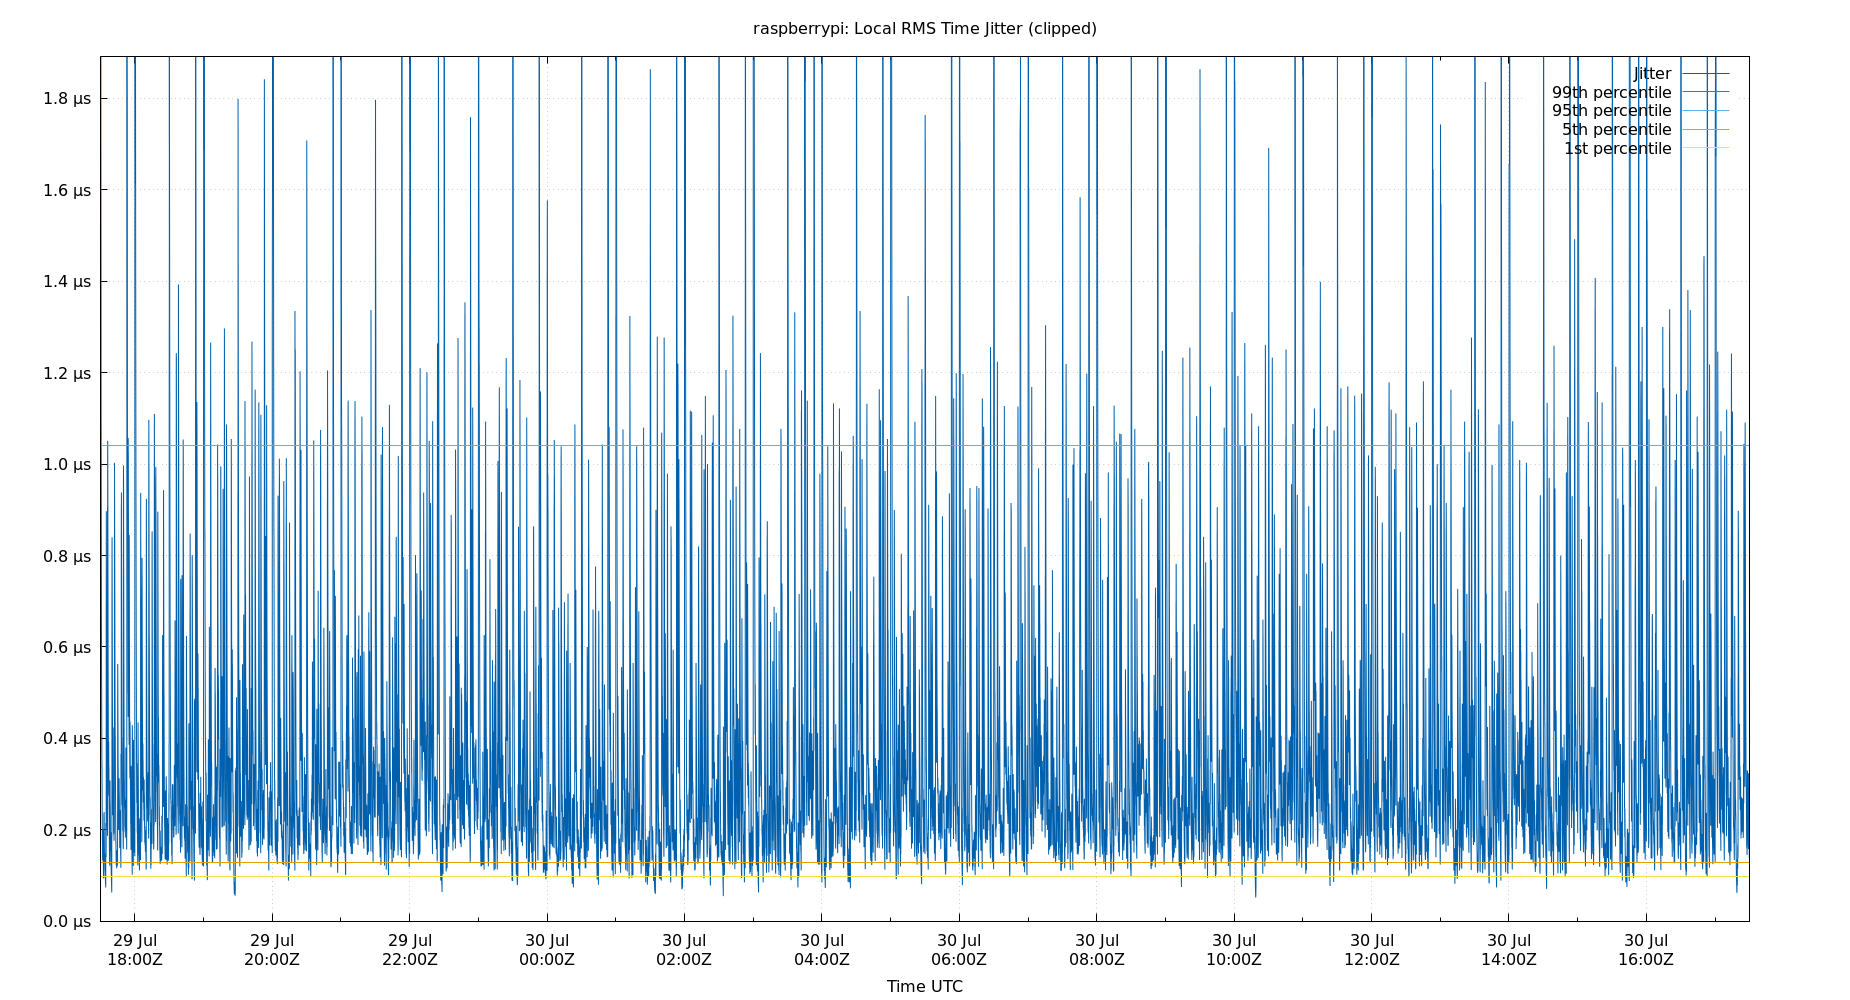 raspberrypi: Local RMS Time Jitter (clipped)
Jitter
99th percentile
95th percentile
5th percentile
1st percentile
1.8 µs
1.6 µs
1.4 µs
1.2 µs
1.0 µs
0.8 µs
0.6 µs
0.4 µs
0.2 µs
0.0 µs
29 Jul 29 Jul 29 Jul 30 Jul 30 Jul 30 Jul 30 Jul 30 Jul 30 Jul 30 Jul 30 Jul 30 Jul
18:00Z 20:00Z 22:00Z 00:00Z 02:00Z 04:00Z 06:00Z 08:00Z 10:00Z 12:00Z 14:00Z 16:00Z
Time UTC